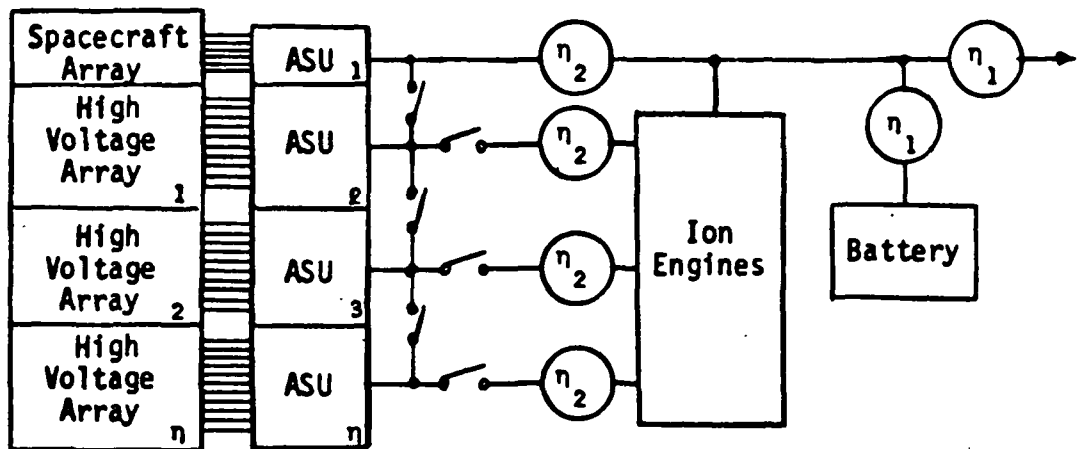 Spacecraft
Array
High
Voltage
Array
1
High
Voltage
Array
2
High
Voltage
Array
η
ASU 1
ASU
2
ASU
3
ASU
η
η2
η2
η2
η2
Ion
Engines
η1
η1
Battery